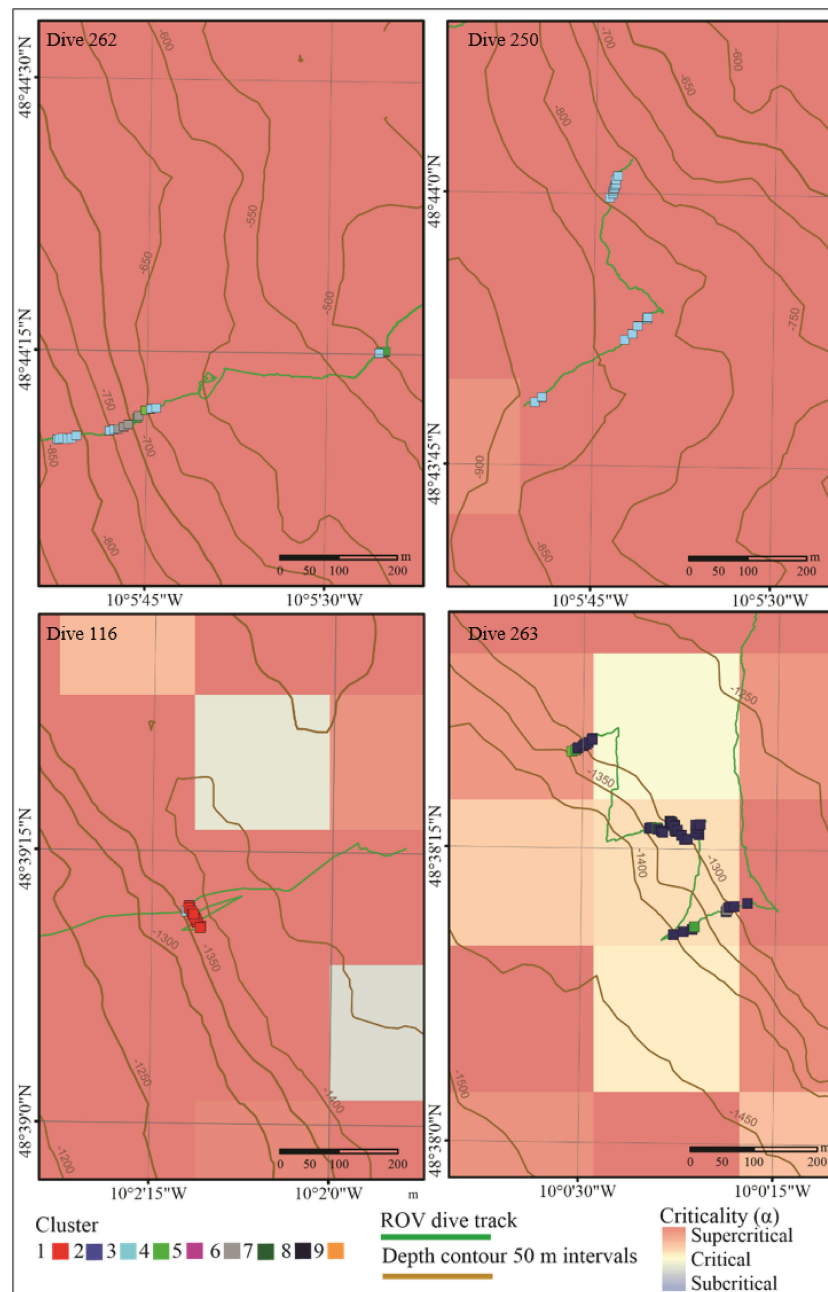 Dive 262
-600
48°44'30"N
-550
-650
-500
48°44'15"N
-750
-700
-850
-800
m
0 50 100 200
10°5'45"W 10°5'30"W
Dive 250
-700
-600
-650
-800
48°44'0"N
-750
48°43'45"N
-900
-850
m
0 50 100 200
10°5'45"W 10°5'30"W
Dive 116
48°39'15"N
-1300
-1350
-1250
-1400
48°39'0"N
-1200
0 50 100 200
m
10°2'15"W 10°2'0"W
Dive 263
-1250
-1350
48°38'15"N
-1300
-1400
-1500
48°38'0"N
-1450
m
0 50 100 200
10°0'30"W 10°0'15"W
Cluster
1 2 3 4 5 6 7 8 9
ROV dive track
Depth contour 50 m intervals
Criticality (α)
Supercritical
Critical
Subcritical